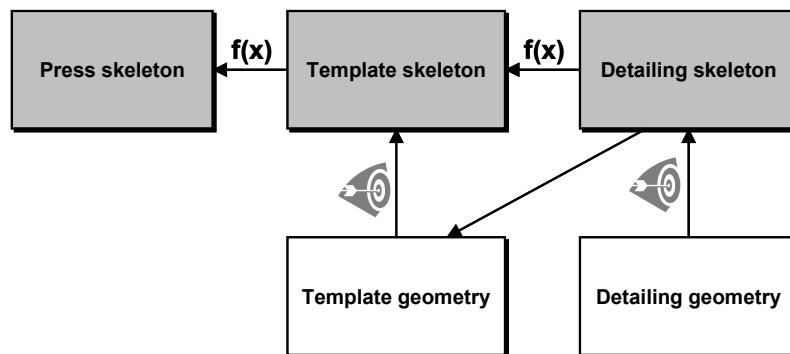 Press skeleton
f(x)
Template skeleton
f(x)
Detailing skeleton
Template geometry
Detailing geometry